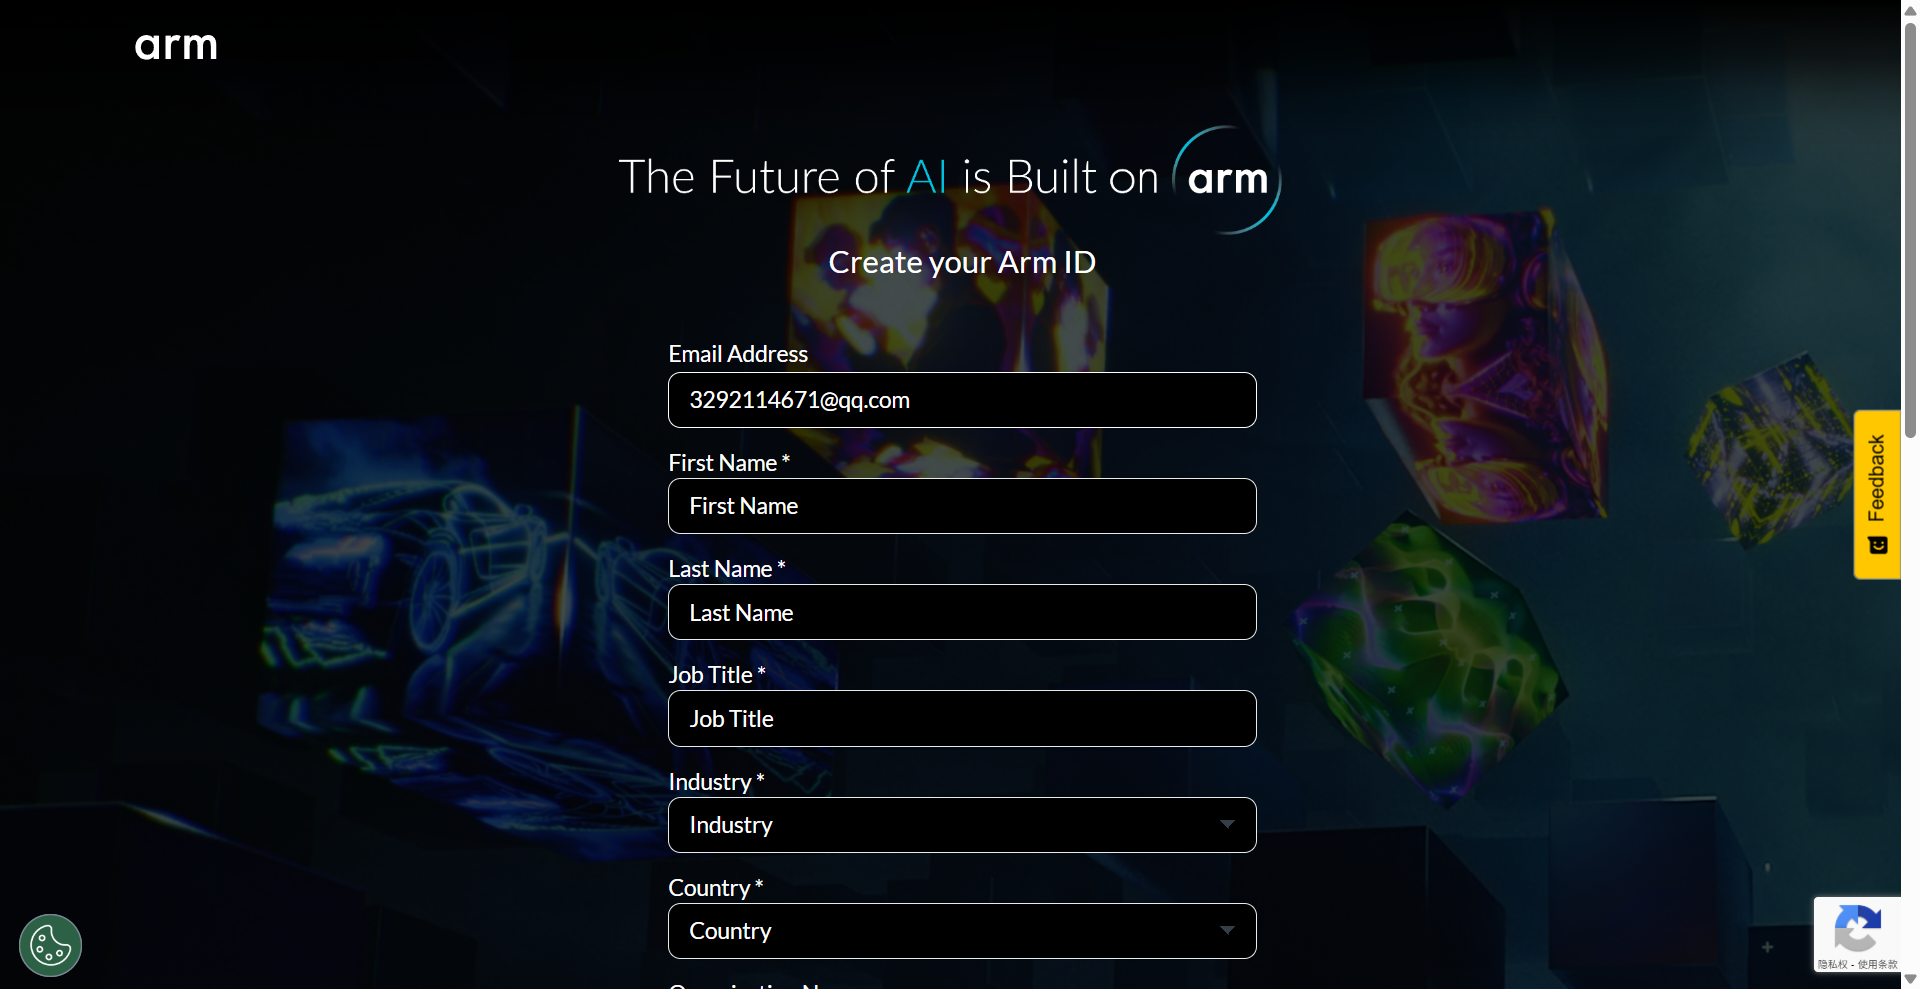 arm
The Future of AI is Built on arm
Create your Arm ID
Email Address
3292114671@qq.com
First Name *
First Name
Last Name *
Last Name
Job Title *
Job Title
Industry *
Industry
Country *
Country
Feedback
隐私权 - 使用条款